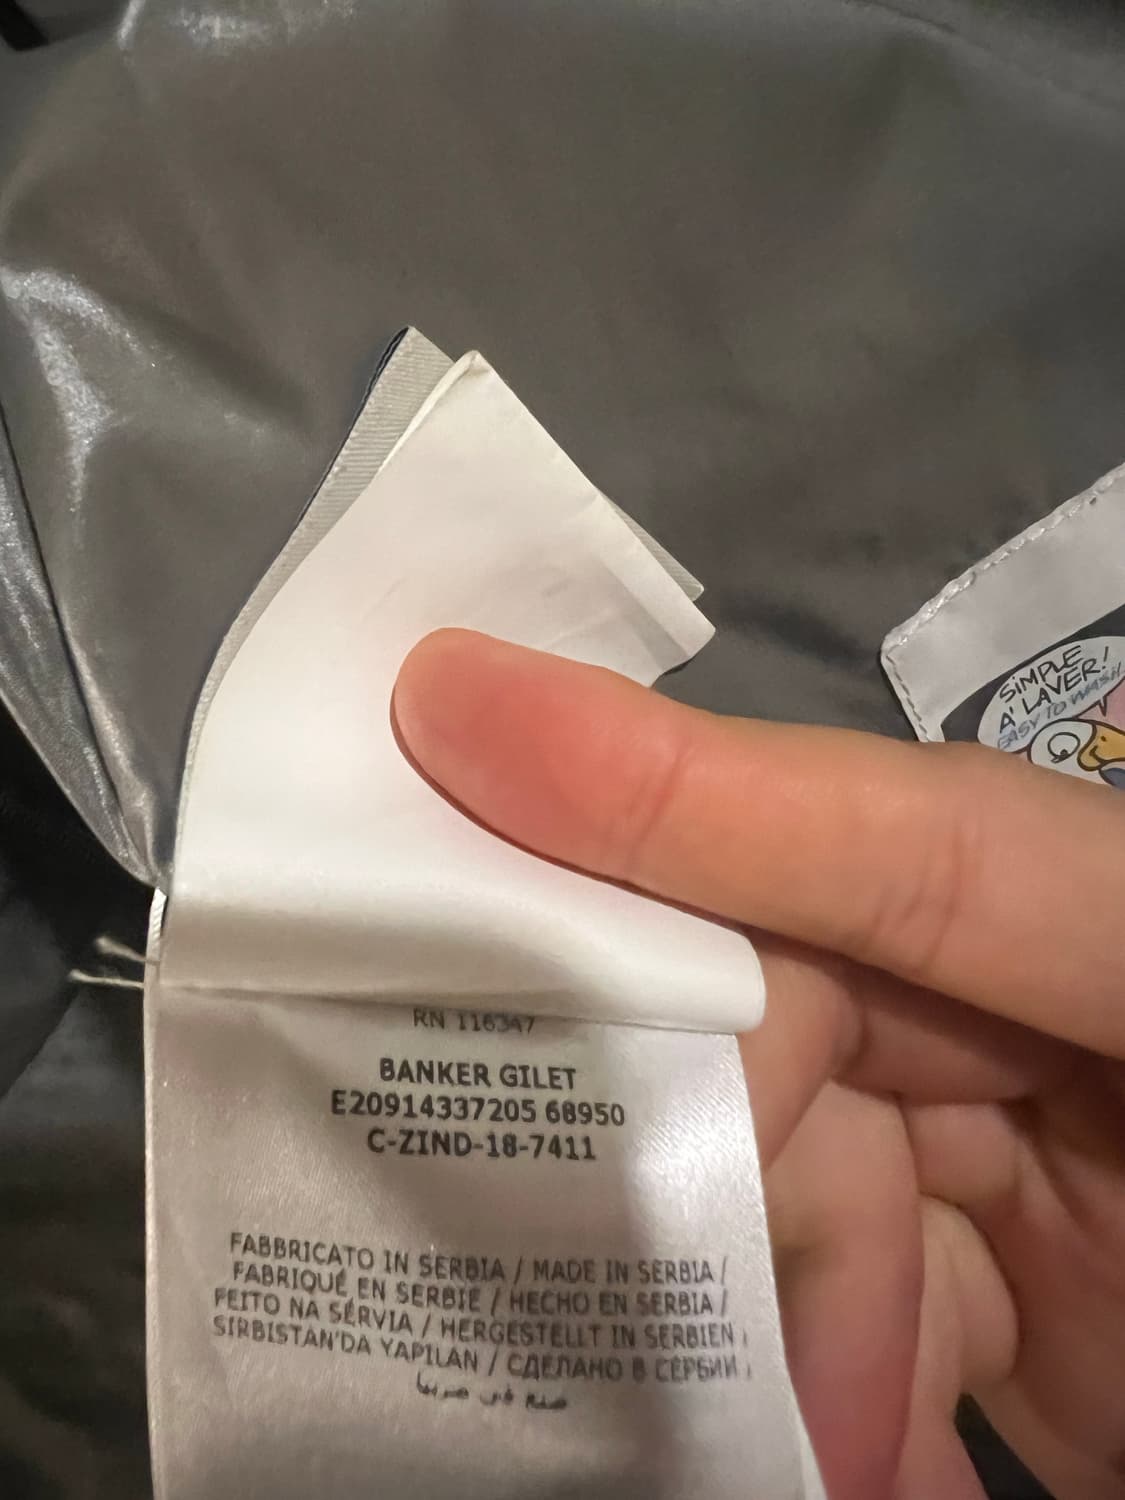 SIMPLE
A' LAVER!
EASY TO WASH
RN 116347
BANKER GILET
E20914337205 68950
C-ZIND-18-7411
FABBRICATO IN SERBIA / MADE IN SERBIA /
FABRIQUÉ EN SERBIE / HECHO EN SERBIA /
FEITO NA SÉRVIA / HERGESTELLT IN SERBIEN /
SIRBISTAN'DA YAPILAN / СДЕЛАНО В СЕРБИИ /
صنع في صربيا